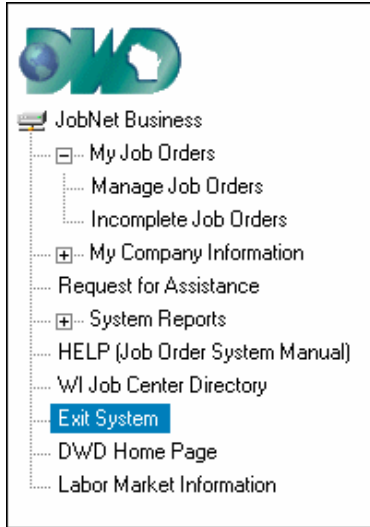 DWD
JobNet Business
My Job Orders
Manage Job Orders
Incomplete Job Orders
My Company Information
Request for Assistance
System Reports
HELP (Job Order System Manual)
WI Job Center Directory
Exit System
DWD Home Page
Labor Market Information